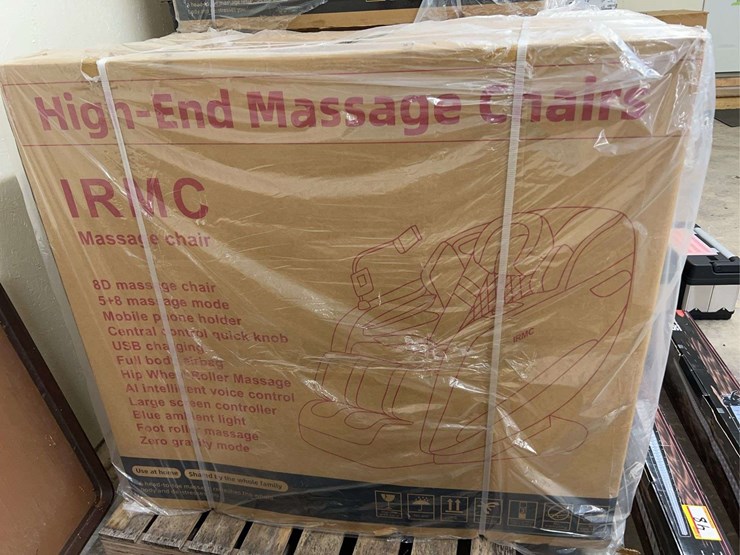 High-End Massage Chairs
IRMC
Massage chair
8D massage chair
5+8 massage mode
Mobile phone holder
Central control quick knob
USB charging
Full body airbag
Hip Wheel Roller Massage
AI intelligent voice control
Large screen controller
Blue ambient light
Foot roller massage
Zero gravity mode
IRMC
Use at home
Shared by the whole family